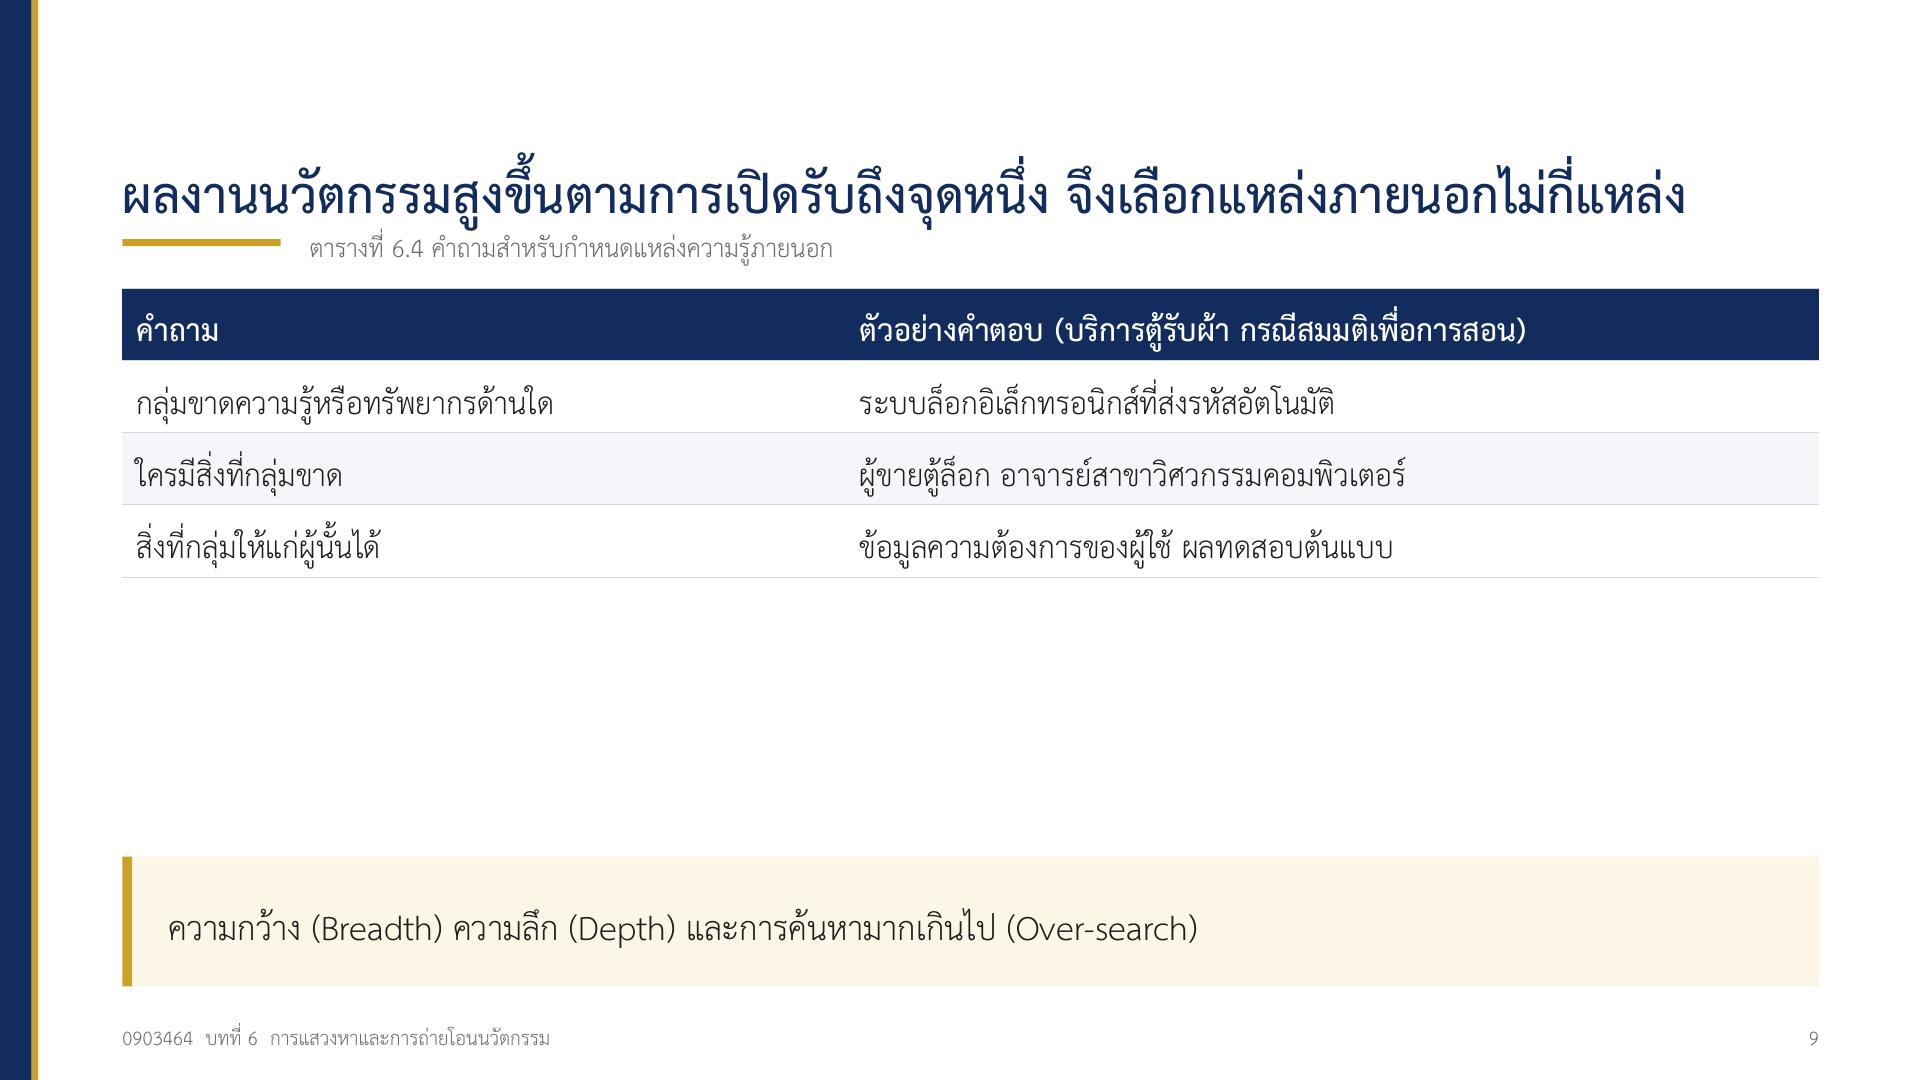 ผลงานนวัตกรรมสูงขึ้นตามการเปิดรับถึงจุดหนึ่ง จึงเลือกแหล่งภายนอกไม่กี่แหล่ง
ตารางที่ 6.4 คำถามสำหรับกำหนดแหล่งความรู้ภายนอก
คำถาม ตัวอย่างคำตอบ (บริการตู้รับผ้า กรณีสมมติเพื่อการสอน)
กลุ่มขาดความรู้หรือทรัพยากรด้านใด ระบบล็อกอิเล็กทรอนิกส์ที่ส่งรหัสอัตโนมัติ
ใครมีสิ่งที่กลุ่มขาด ผู้ขายตู้ล็อก อาจารย์สาขาวิศวกรรมคอมพิวเตอร์
สิ่งที่กลุ่มให้แก่ผู้นั้นได้ ข้อมูลความต้องการของผู้ใช้ ผลทดสอบต้นแบบ
ความกว้าง (Breadth) ความลึก (Depth) และการค้นหามากเกินไป (Over-search)
0903464 บทที่ 6 การแสวงหาและการถ่ายโอนนวัตกรรม 9